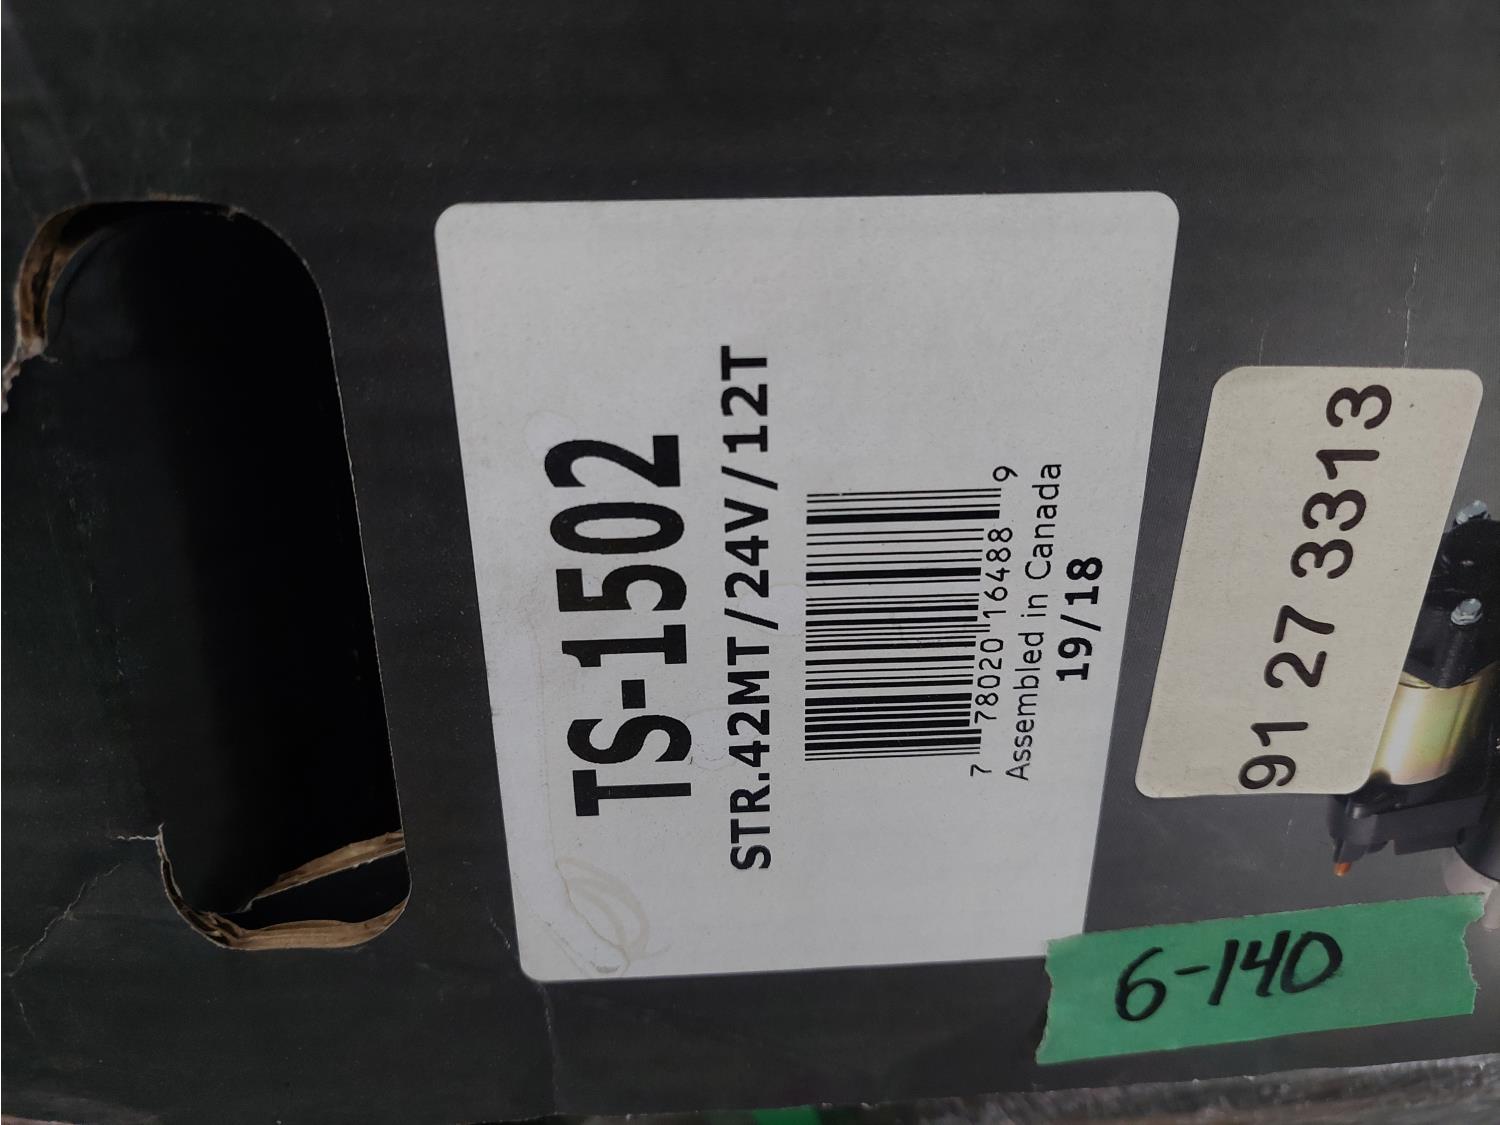 TS-1502
STR.42MT/24V/12T
7 78020 16488 9
Assembled in Canada
19/18
91 27 3313
6-140